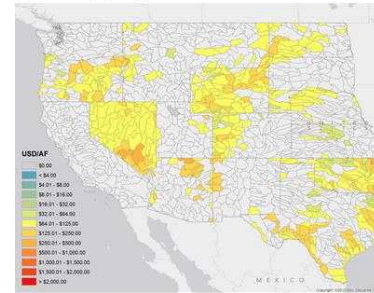 USD/AF
$0.00
< $4.00
$4.01 - $8.00
$8.01 - $16.00
$16.01 - $32.00
$32.01 - $64.00
$64.01 - $125.00
$125.01 - $250.00
$250.01 - $500.00
$500.01 - $1,000.00
$1,000.01 - $1,500.00
$1,500.01 - $2,000.00
> $2,000.00
MEXICO